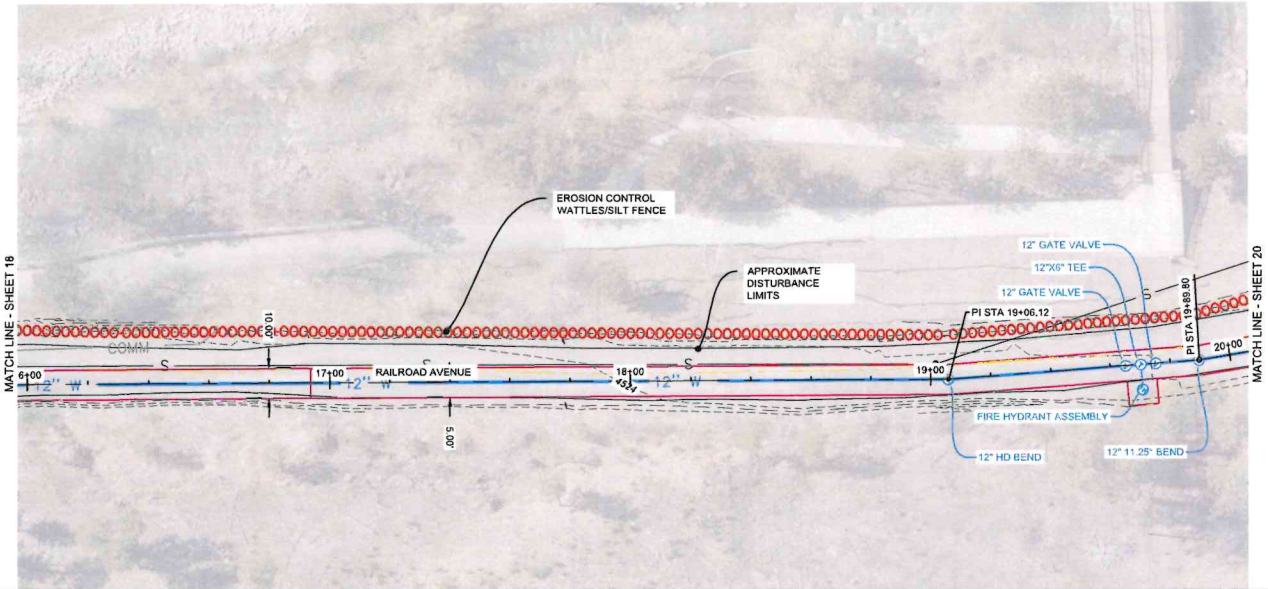 MATCH LINE - SHEET 18
EROSION CONTROL
WATTLES/SILT FENCE
APPROXIMATE
DISTURBANCE
LIMITS
12" GATE VALVE
12"X6" TEE
12" GATE VALVE
S
PI STA 19+06.12
PI STA 19+89.80
MATCH LINE - SHEET 20
10.00'
COMM
S
S
S
6+00
12" W
17+00
12" W
RAILROAD AVENUE
18+00
4524
12" W
19+00
20+00
5.00'
FIRE HYDRANT ASSEMBLY
12" HD BEND
12" 11.25° BEND